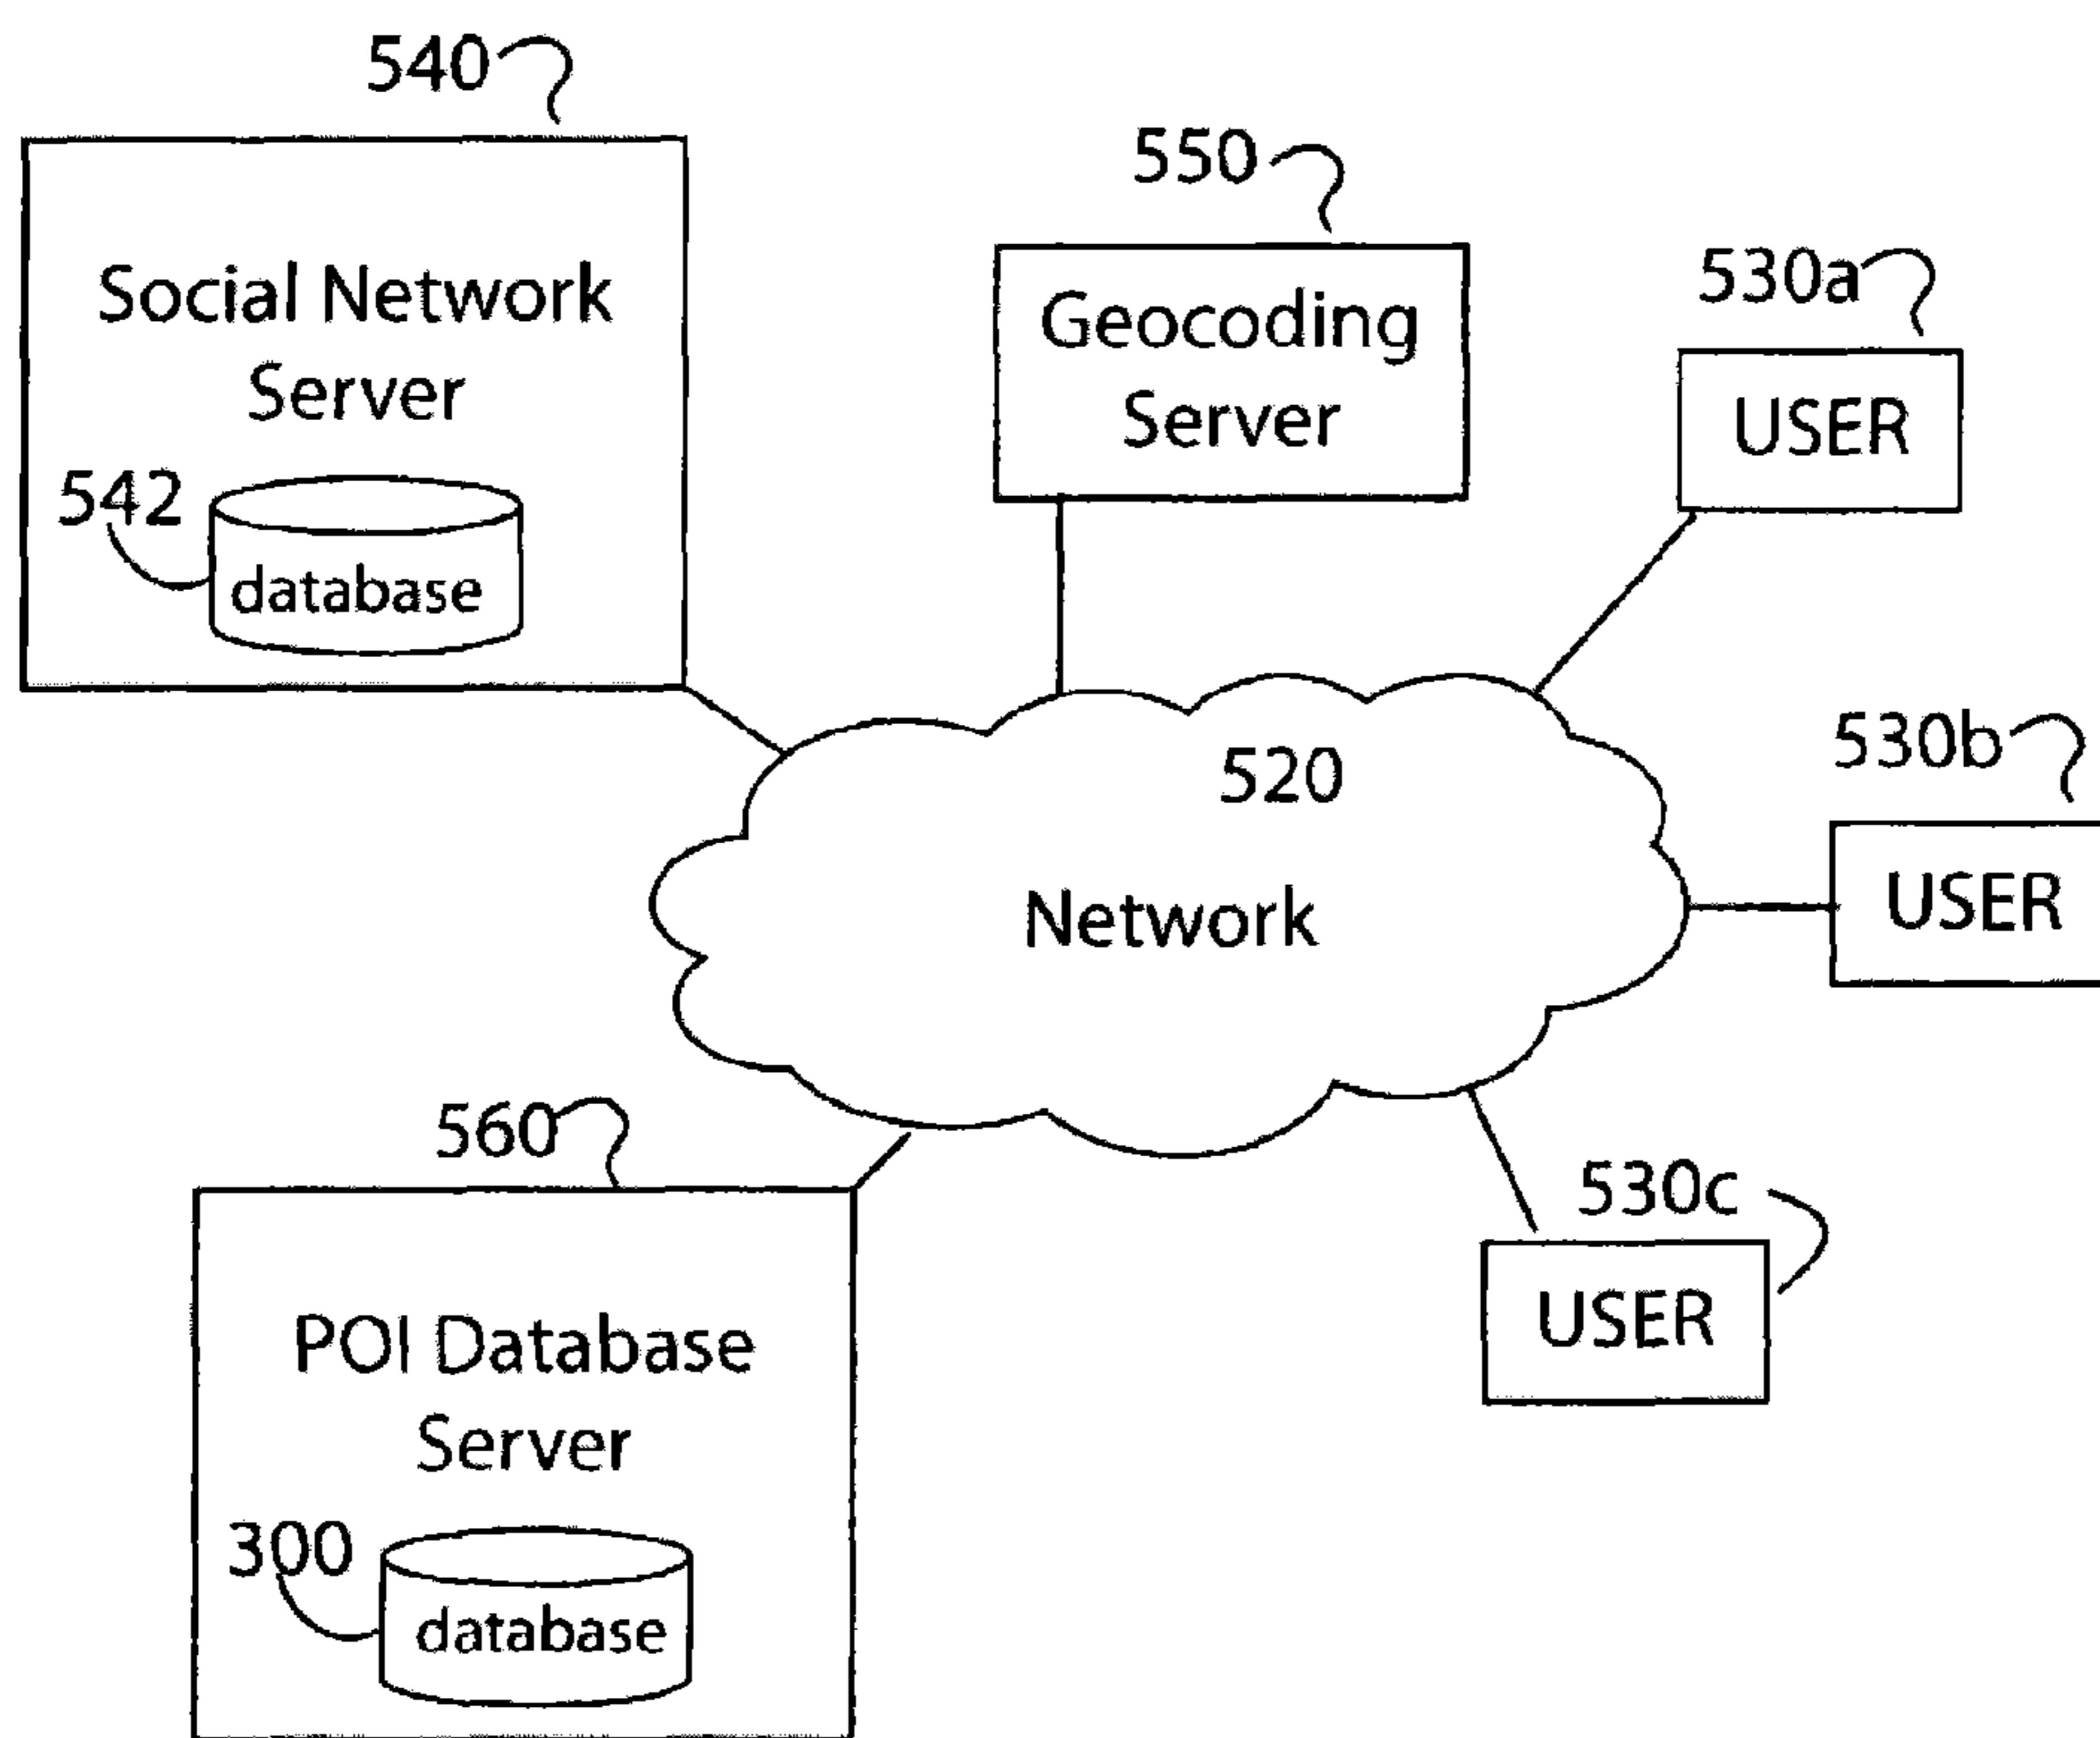 540
Social Network
Server
542
database
550
Geocoding
Server
530a
USER
530b
USER
520
Network
560
POI Database
Server
300
database
530c
USER